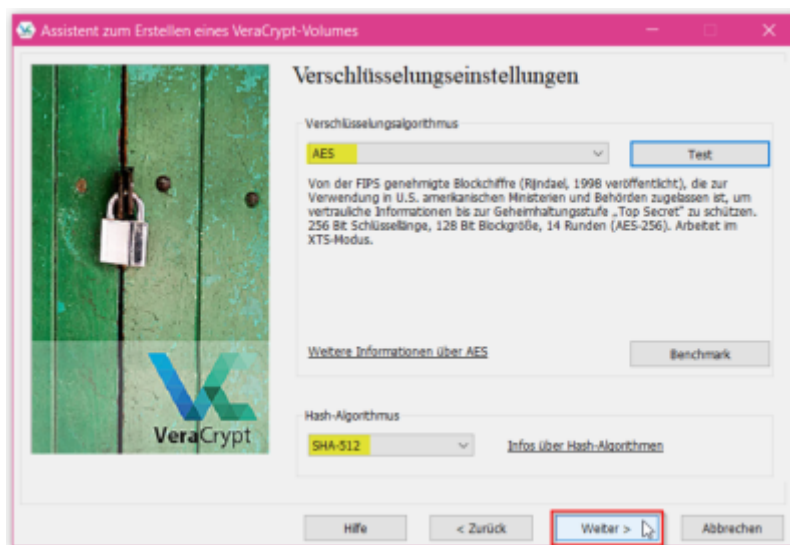 Assistent zum Erstellen eines VeraCrypt-Volumes
Verschlüsselungseinstellungen
Verschlüsselungsalgorithmus
AES
Test
Von der FIPS genehmigte Blockchiffre (Rijndael, 1998 veröffentlicht), die zur
Verwendung in U.S. amerikanischen Ministerien und Behörden zugelassen ist, um
vertrauliche Informationen bis zur Geheimhaltungsstufe „Top Secret" zu schützen.
256 Bit Schlüssellänge, 128 Bit Blockgröße, 14 Runden (AES-256). Arbeitet im
XTS-Modus.
Weitere Informationen über AES
Benchmark
VeraCrypt
Hash-Algorithmus
SHA-512
Infos über Hash-Algorithmen
Hilfe
< Zurück
Weiter >
Abbrechen